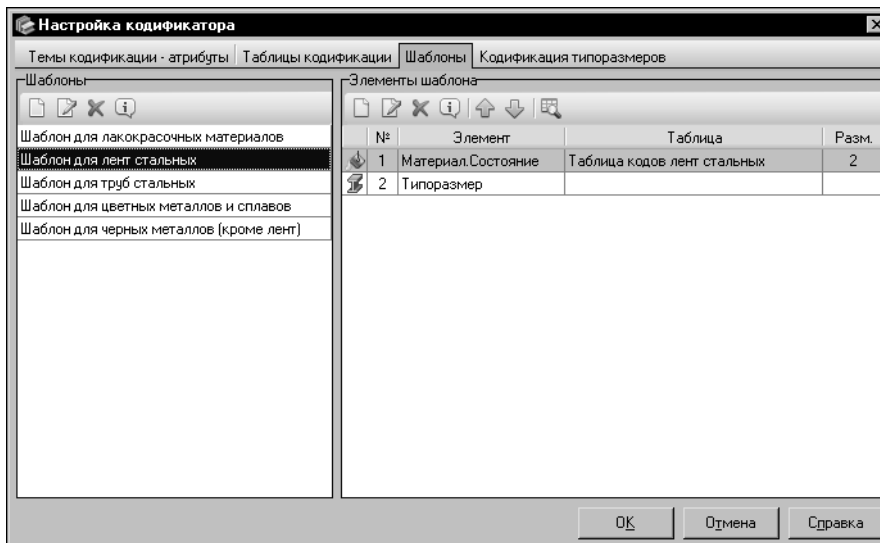 Настройка кодификатора
Темы кодификации - атрибуты Таблицы кодификации Шаблоны Кодификация типоразмеров
Шаблоны
Шаблон для лакокрасочных материалов
Шаблон для лент стальных
Шаблон для труб стальных
Шаблон для цветных металлов и сплавов
Шаблон для черных металлов (кроме лент)
Элементы шаблона
№ Элемент Таблица Разм.
1 Материал.Состояние Таблица кодов лент стальных 2
2 Типоразмер
OK Отмена Справка